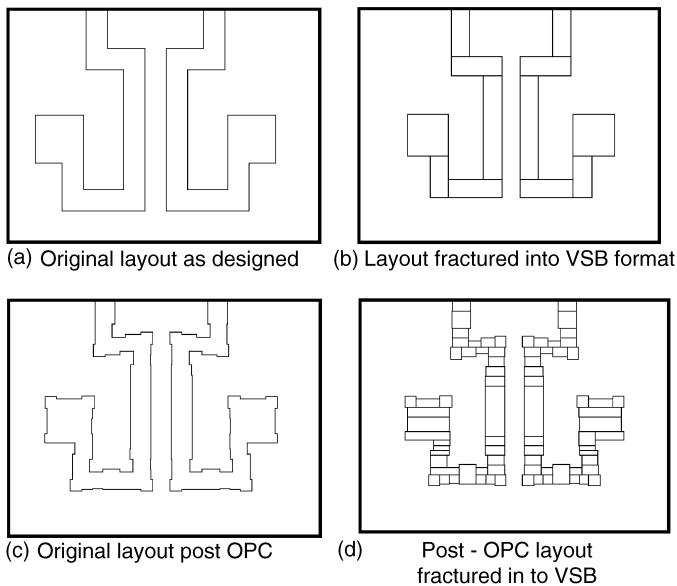 (a) Original layout as designed
(b) Layout fractured into VSB format
(c) Original layout post OPC
(d) Post - OPC layout
fractured in to VSB